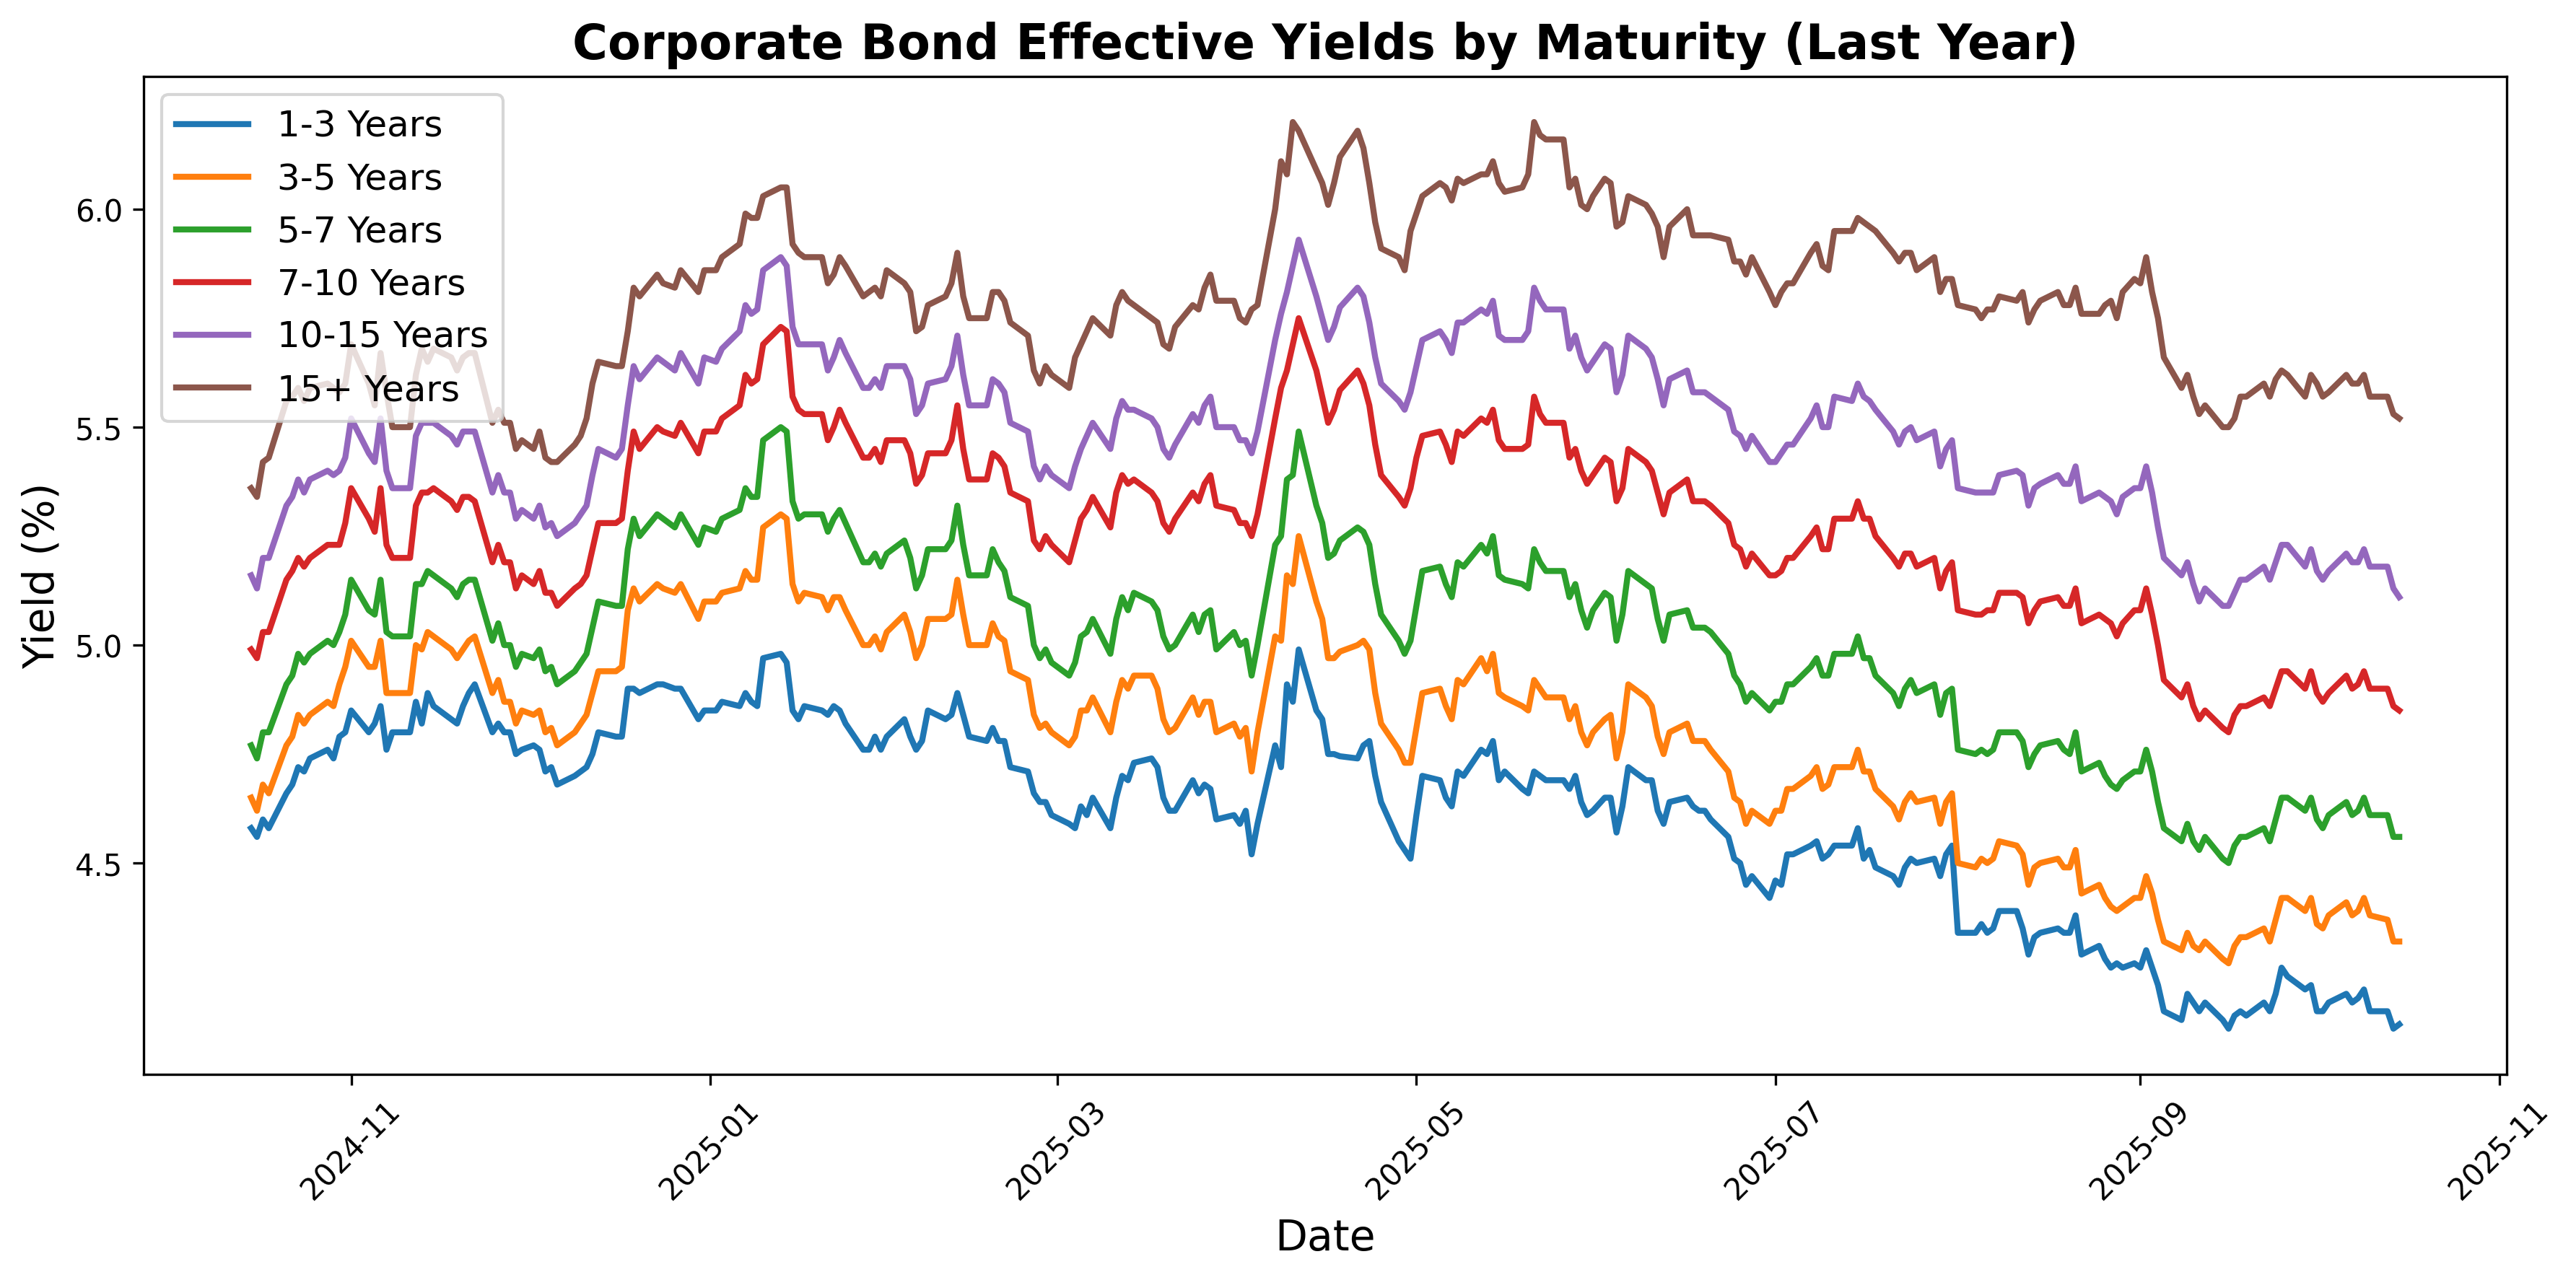 Corporate Bond Effective Yields by Maturity (Last Year)
1-3 Years
3-5 Years
5-7 Years
7-10 Years
10-15 Years
15+ Years
Yield (%)
6.0
5.5
5.0
4.5
2024-11
2025-01
2025-03
2025-05
2025-07
2025-09
2025-11
Date